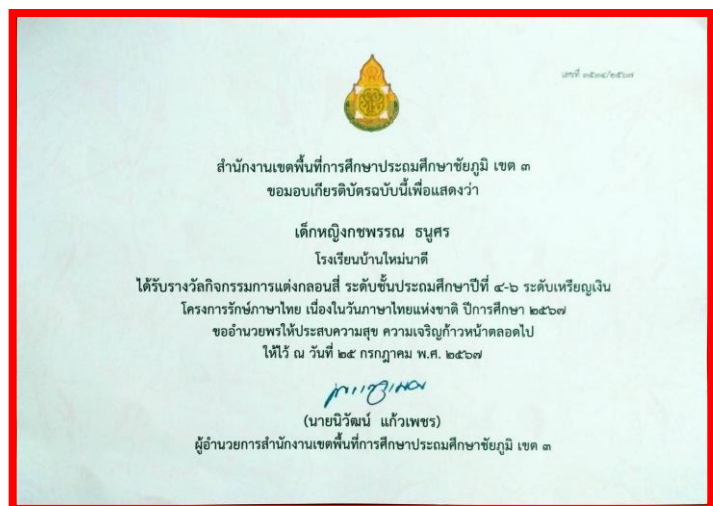 เลขที่
สำนักงานเขตพื้นที่การศึกษาประถมศึกษาชัยภูมิ เขต ๓
ขอมอบเกียรติบัตรฉบับนี้เพื่อแสดงว่า
เด็กหญิงกชพรรณ ธนูศร
โรงเรียนบ้านใหม่นาดี
ได้รับรางวัลกิจกรรมการแต่งกลอนสี่ ระดับชั้นประถมศึกษาปีที่ ๔-๖ ระดับเหรียญเงิน
โครงการรักษ์ภาษาไทย เนื่องในวันภาษาไทยแห่งชาติ ปีการศึกษา ๒๕๖๗
ขออำนวยพรให้ประสบความสุข ความเจริญก้าวหน้าตลอดไป
ให้ไว้ ณ วันที่ ๒๕ กรกฎาคม พ.ศ. ๒๕๖๗
(นายนิวัฒน์ แก้วเพชร)
ผู้อำนวยการสำนักงานเขตพื้นที่การศึกษาประถมศึกษาชัยภูมิ เขต ๓